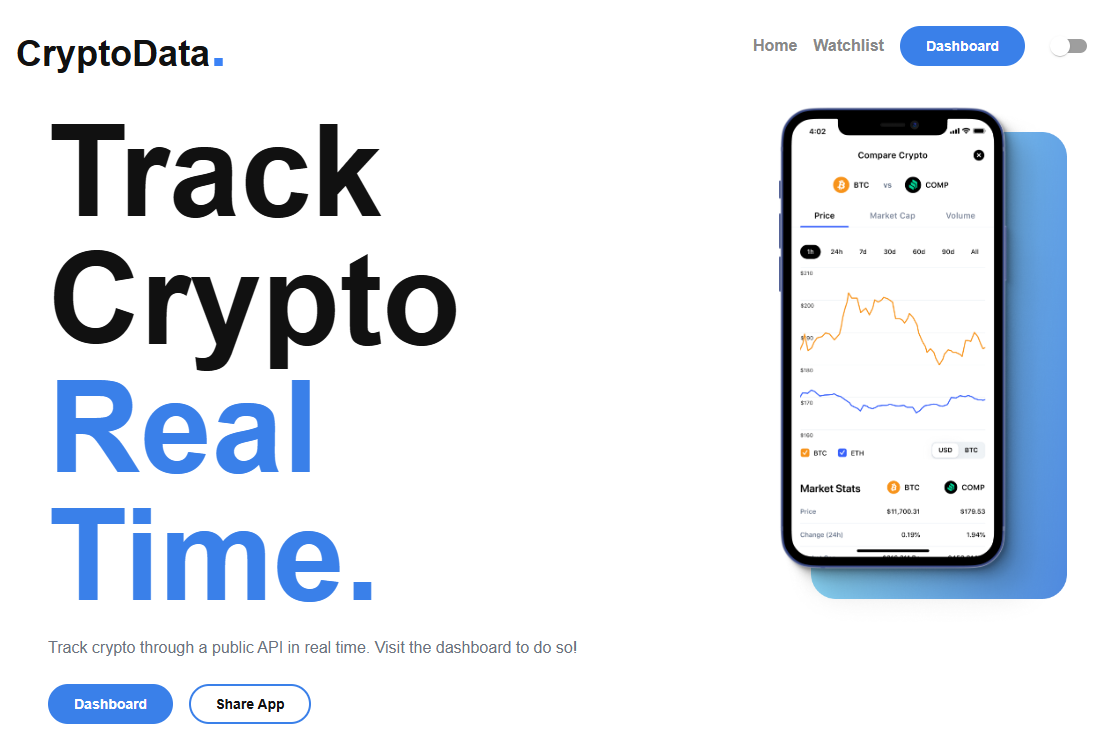 CryptoData.
Home Watchlist Dashboard
Track
Crypto
Real
Time.
Track crypto through a public API in real time. Visit the dashboard to do so!
Dashboard Share App
4:02
Compare Crypto
BTC vs COMP
Price Market Cap Volume
1h 24h 7d 30d 60d 90d All
$210
$200
$190
$180
$170
$160
BTC ETH USD BTC
Market Stats BTC COMP
Price $11,700.31 $179.53
Change (24h) 0.19% 1.94%